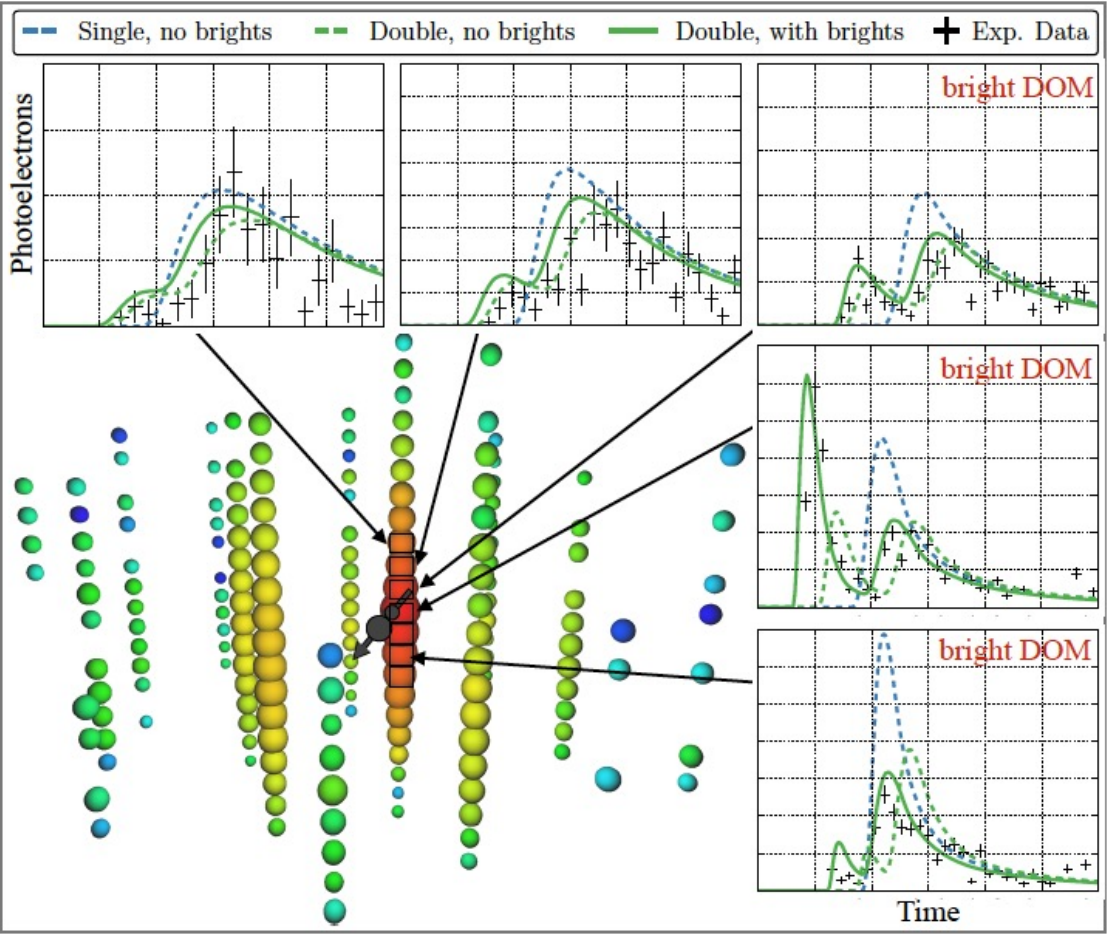 Single, no brights
Double, no brights
Double, with brights
Exp. Data
Photoelectrons
bright DOM
bright DOM
bright DOM
Time